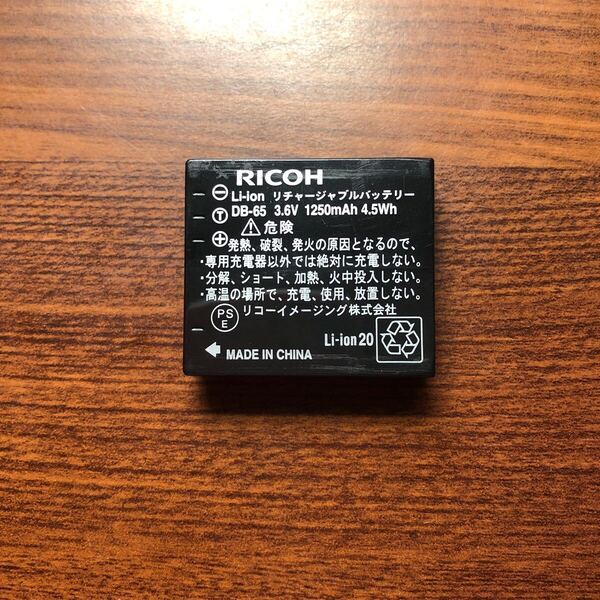 RICOH
Li-ion リチャージャブルバッテリー
DB-65 3.6V 1250mAh 4.5Wh
T
危険
発熱、破裂、発火の原因となるので、
・専用充電器以外では絶対に充電しない。
・分解、ショート、加熱、火中投入しない。
・高温の場所で、充電、使用、放置しない。
PS
E
リコーイメージング株式会社
Li-ion20
MADE IN CHINA